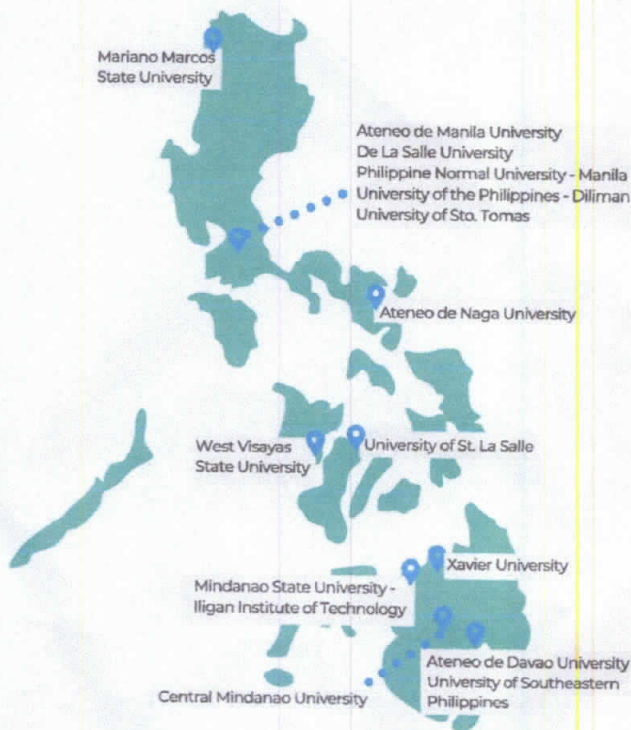 Mariano Marcos
State University
Ateneo de Manila University
De La Salle University
Philippine Normal University - Manila
University of the Philippines - Diliman
University of Sto. Tomas
Ateneo de Naga University
West Visayas
State University
University of St. La Salle
Xavier University
Mindanao State University -
Iligan Institute of Technology
Ateneo de Davao University
University of Southeastern
Philippines
Central Mindanao University